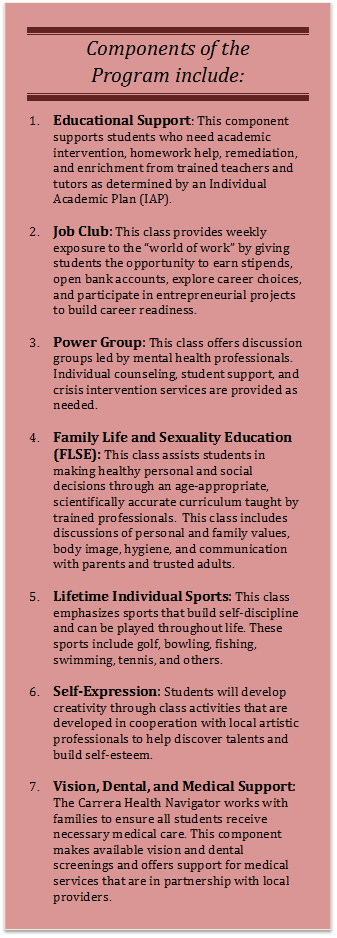 Components of the
Program include:
1. Educational Support: This component
supports students who need academic
intervention, homework help, remediation,
and enrichment from trained teachers and
tutors as determined by an Individual
Academic Plan (IAP).
2. Job Club: This class provides weekly
exposure to the “world of work” by giving
students the opportunity to earn stipends,
open bank accounts, explore career choices,
and participate in entrepreneurial projects
to build career readiness.
3. Power Group: This class offers discussion
groups led by mental health professionals.
Individual counseling, student support, and
crisis intervention services are provided as
needed.
4. Family Life and Sexuality Education
(FLSE): This class assists students in
making healthy personal and social
decisions through an age-appropriate,
scientifically accurate curriculum taught by
trained professionals. This class includes
discussions of personal and family values,
body image, hygiene, and communication
with parents and trusted adults.
5. Lifetime Individual Sports: This class
emphasizes sports that build self-discipline
and can be played throughout life. These
sports include golf, bowling, fishing,
swimming, tennis, and others.
6. Self-Expression: Students will develop
creativity through class activities that are
developed in cooperation with local artistic
professionals to help discover talents and
build self-esteem.
7. Vision, Dental, and Medical Support:
The Carrera Health Navigator works with
families to ensure all students receive
necessary medical care. This component
makes available vision and dental
screenings and offers support for medical
services that are in partnership with local
providers.